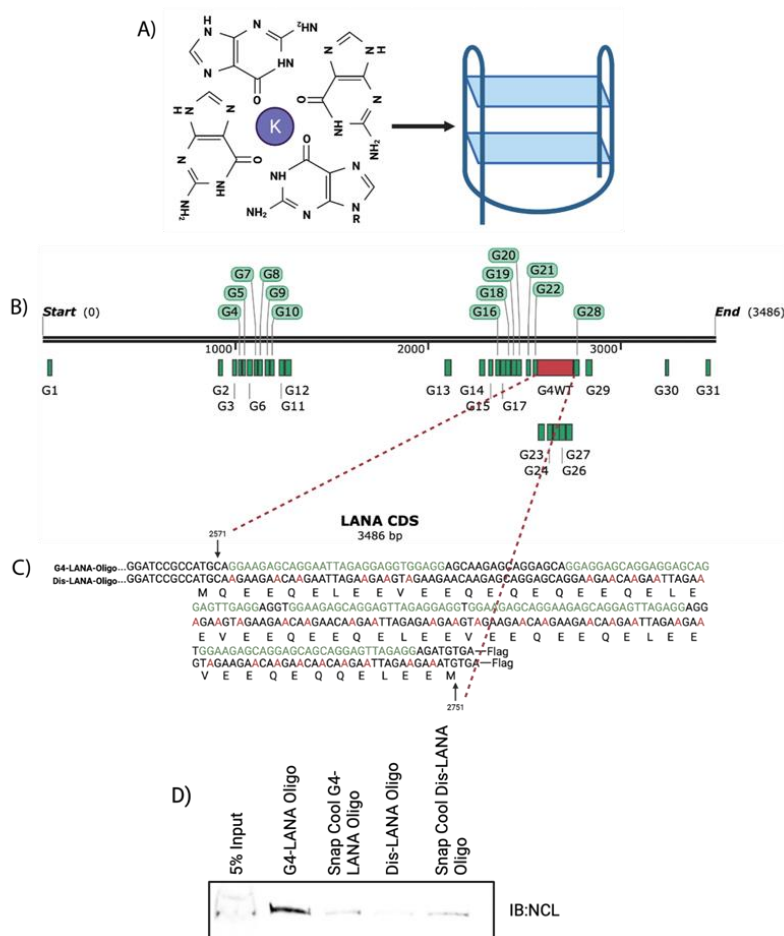 A)
H
N
N
N
O
NH
²HN
H
N
N
N
O
NH
NH₂
H
N
N
N
O
NH
NH₂
K
O
NH
NH₂
N
N
N
R
B)
G20
G7
G8
G19
G21
G5
G9
G18
G22
Start (0)
G4
G10
G16
G28
End (3486)
1000
2000
3000
G1
G2
G12
G13
G14
G4WT
G29
G30
G31
G3
G6
G11
G15
G17
G23
G27
G24
G26
LANA CDS
3486 bp
C)
2571
G4-LANA-Oligo...GGATCCGCCATGCAGGAAGAGCAGGAATTAGAGGAGGTGGAGGAGCAAGAGCAGGAGCAGGAGGAGCAGGAGGAGCAG
Dis-LANA-Oligo...GGATCCGCCATGCAAGAAGAACAAGAATTAGAAGAAGTAGAAGAACAAGAGCAGGAGCAGGAAGAACAAGAATTAGAA
M Q E E Q E L E E V E E Q E Q E Q E E Q E L E
GAGTTGAGGAGGTGGAAGAGCAGGAGCAGGAGTTAGAGGAGGTGGAAGAGCAGGAAGAGCAGGAGTTAGAGGAGG
AGAAGTAGAAGAACAAGAACAAGAATTAGAGAAGAAGTAGAAGAACAAGAAGAACAAGAATTAGAAGAA
E V E E Q E Q E L E E V E E Q E E Q E L E E
TGGAAGAGCAGGAGCAGCAGGAGTTAGAGGAGATGTGA—Flag
GTAGAAGAACAAGAACAACAAGAATTAGAAGAAATGTGA—Flag
V E E Q E Q Q E L E E M
2751
D)
5% Input
G4-LANA Oligo
Snap Cool G4-
LANA Oligo
Dis-LANA Oligo
Snap Cool Dis-LANA
Oligo
IB:NCL